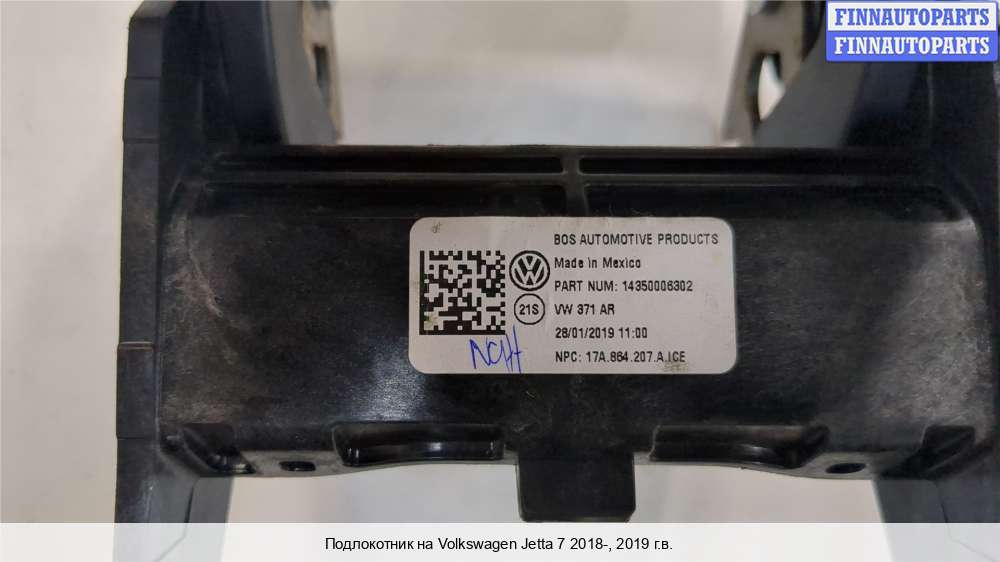 FINNAUTOPARTS
FINNAUTOPARTS
BOS AUTOMOTIVE PRODUCTS
Made in Mexico
PART NUM: 14350006302
21S
VW 371 AR
28/01/2019 11:00
NPC: 17A.864.207.A.ICE
Подлокотник на Volkswagen Jetta 7 2018-, 2019 г.в.